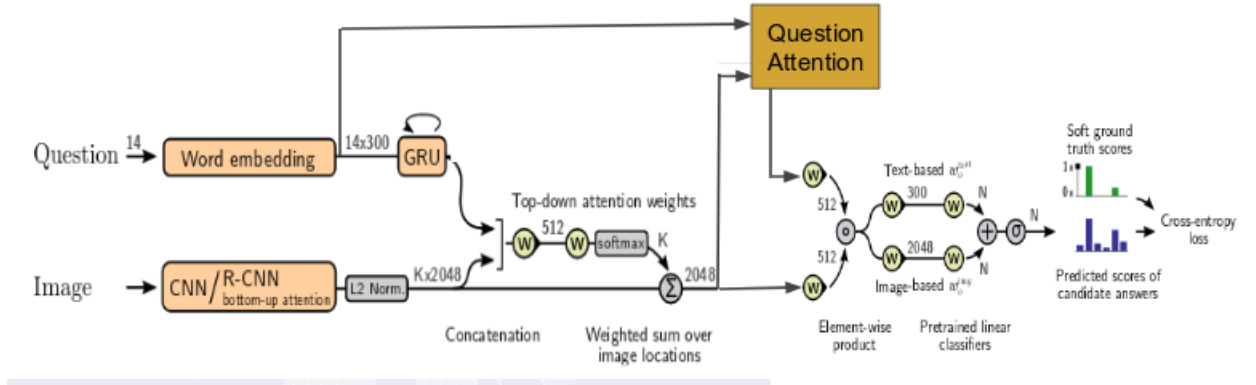 Question
Attention
Question
14
Word embedding
14x300
GRU
Soft ground
truth scores
1
0
Text-based
300
N
512
Top-down attention weights
512
W
W
softmax
K
W
W
W
+
σ
N
Cross-entropy
loss
Image
CNN/R-CNN
bottom-up attention
L2 Norm.
Kx2048
Σ
2048
512
W
2048
W
W
N
Image-based
Predicted scores of
candidate answers
Concatenation
Weighted sum over
image locations
Element-wise
product
Pretrained linear
classifiers